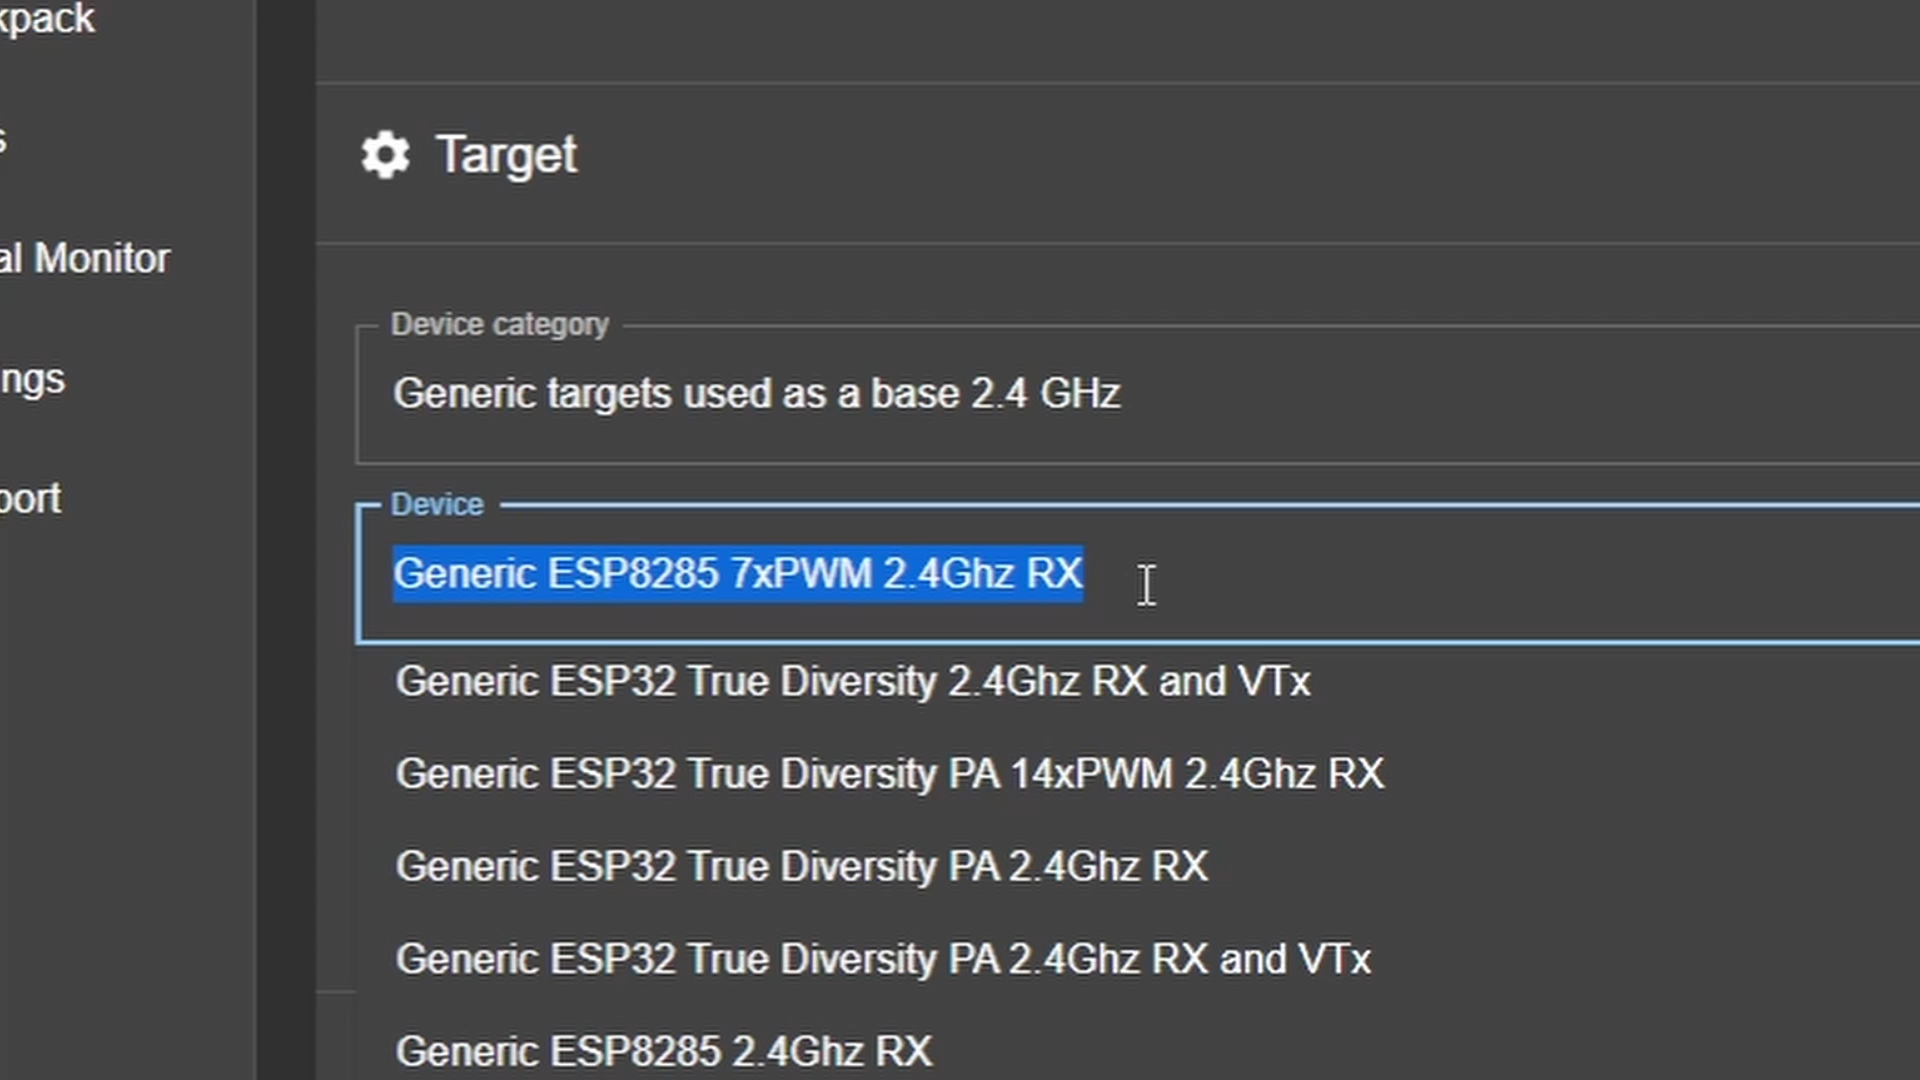 kpack
s
al Monitor
ngs
port
Target
Device category
Generic targets used as a base 2.4 GHz
Device
Generic ESP8285 7xPWM 2.4Ghz RX
Generic ESP32 True Diversity 2.4Ghz RX and VTx
Generic ESP32 True Diversity PA 14xPWM 2.4Ghz RX
Generic ESP32 True Diversity PA 2.4Ghz RX
Generic ESP32 True Diversity PA 2.4Ghz RX and VTx
Generic ESP8285 2.4Ghz RX